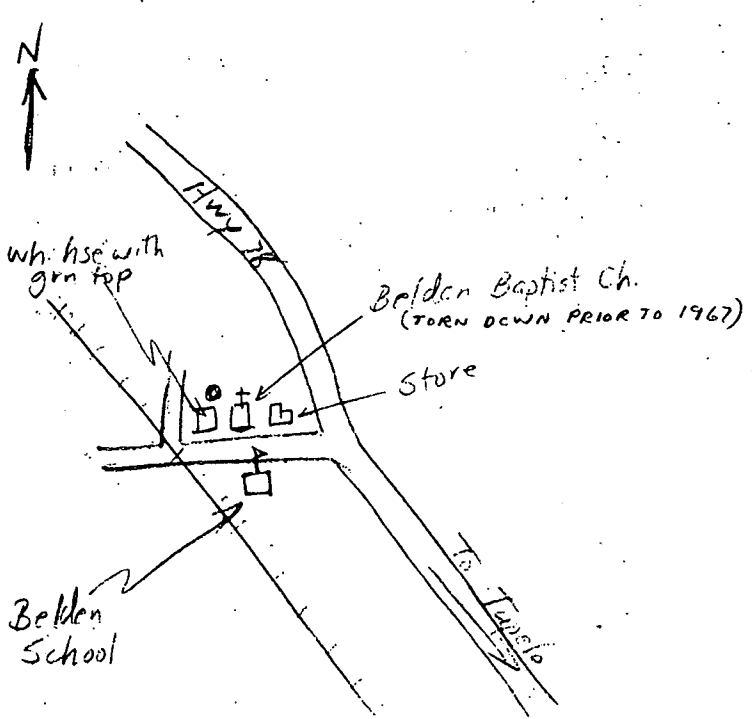 N
Hwy 78
wh. hse with
grn top
Belden Baptist Ch.
(TORN DOWN PRIOR TO 1967)
Store
Belden
School
To Tupelo